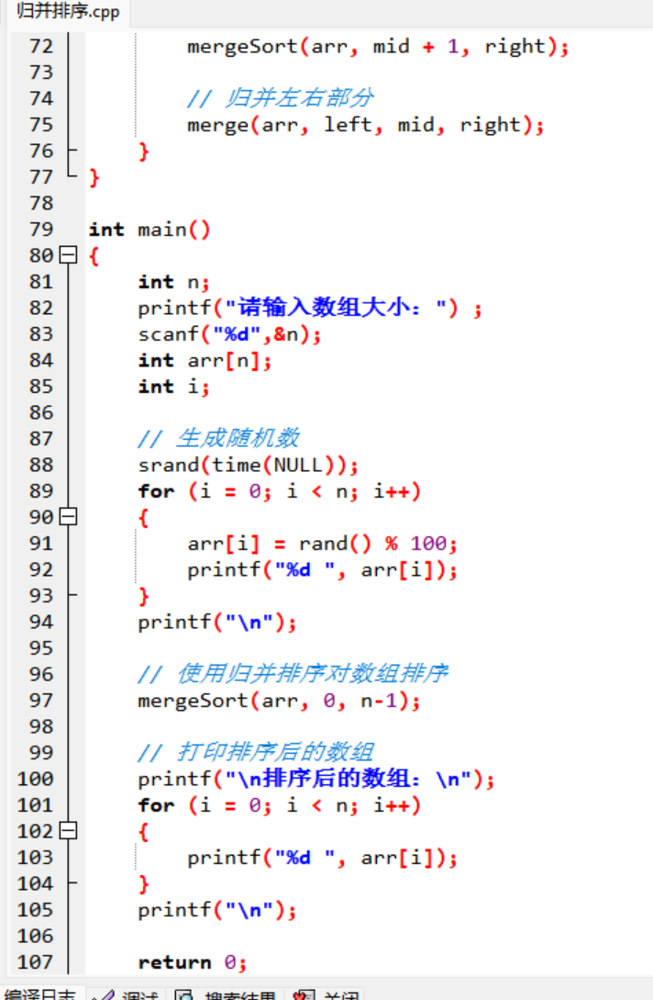 归并排序.cpp
72 mergeSort(arr, mid + 1, right);
73
74 // 归并左右部分
75 merge(arr, left, mid, right);
76 }
77 }
78
79 int main()
80 {
81 int n;
82 printf("请输入数组大小：") ;
83 scanf("%d",&n);
84 int arr[n];
85 int i;
86
87 // 生成随机数
88 srand(time(NULL));
89 for (i = 0; i < n; i++)
90 {
91 arr[i] = rand() % 100;
92 printf("%d ", arr[i]);
93 }
94 printf("\n");
95
96 // 使用归并排序对数组排序
97 mergeSort(arr, 0, n-1);
98
99 // 打印排序后的数组
100 printf("\n排序后的数组：\n");
101 for (i = 0; i < n; i++)
102 {
103 printf("%d ", arr[i]);
104 }
105 printf("\n");
106
107 return 0;
编译日志 调试 搜索结果 关闭